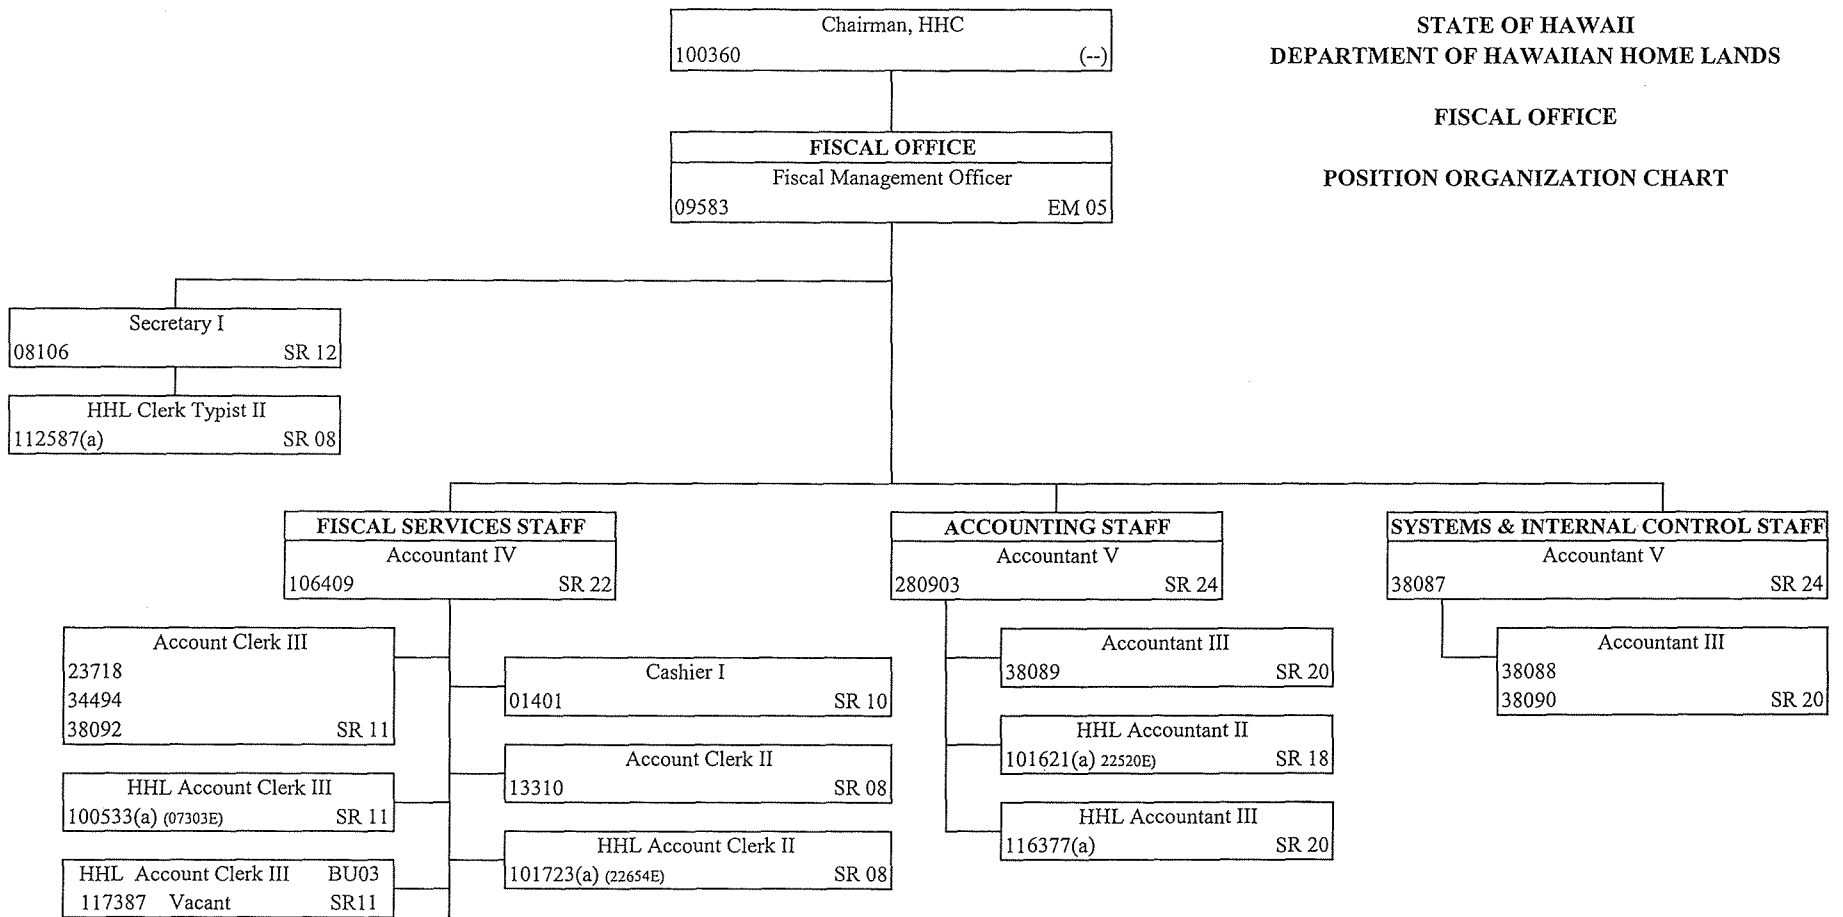 Chairman, HHC
100360 (--)
STATE OF HAWAII
DEPARTMENT OF HAWAIIAN HOME LANDS
FISCAL OFFICE
POSITION ORGANIZATION CHART
FISCAL OFFICE
Fiscal Management Officer
09583 EM 05
Secretary I
08106 SR 12
HHL Clerk Typist II
112587(a) SR 08
FISCAL SERVICES STAFF
Accountant IV
106409 SR 22
Account Clerk III
23718
34494
38092 SR 11
HHL Account Clerk III
100533(a) (07303E) SR 11
HHL Account Clerk III BU03
117387 Vacant SR11
Cashier I
01401 SR 10
Account Clerk II
13310 SR 08
HHL Account Clerk II
101723(a) (22654E) SR 08
ACCOUNTING STAFF
Accountant V
280903 SR 24
Accountant III
38089 SR 20
HHL Accountant II
101621(a) 22520E) SR 18
HHL Accountant III
116377(a) SR 20
SYSTEMS & INTERNAL CONTROL STAFF
Accountant V
38087 SR 24
Accountant III
38088
38090 SR 20